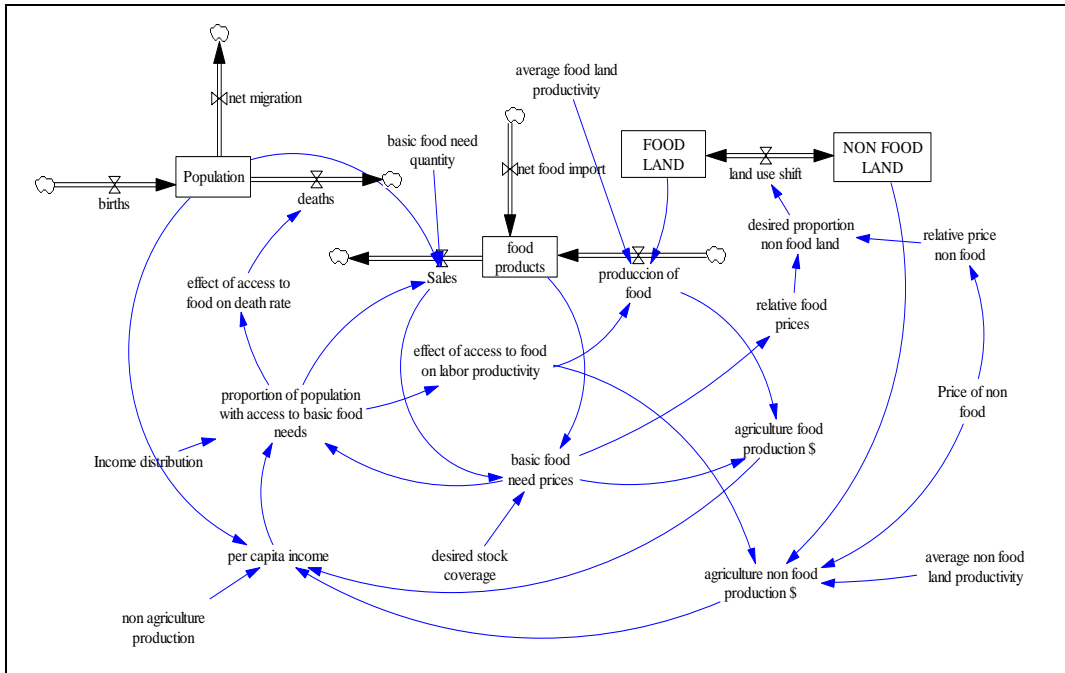 net migration
average food land
productivity
basic food need
quantity
FOOD
LAND
NON FOOD
LAND
Population
births
deaths
net food import
land use shift
desired proportion
non food land
relative price
non food
food
products
Sales
produccion of
food
effect of access to
food on death rate
relative food
prices
effect of access to food
on labor productivity
proportion of population
with access to basic food
needs
Price of non
food
agriculture food
production $
Income distribution
basic food
need prices
per capita income
desired stock
coverage
agriculture non food
production $
average non food
land productivity
non agriculture
production